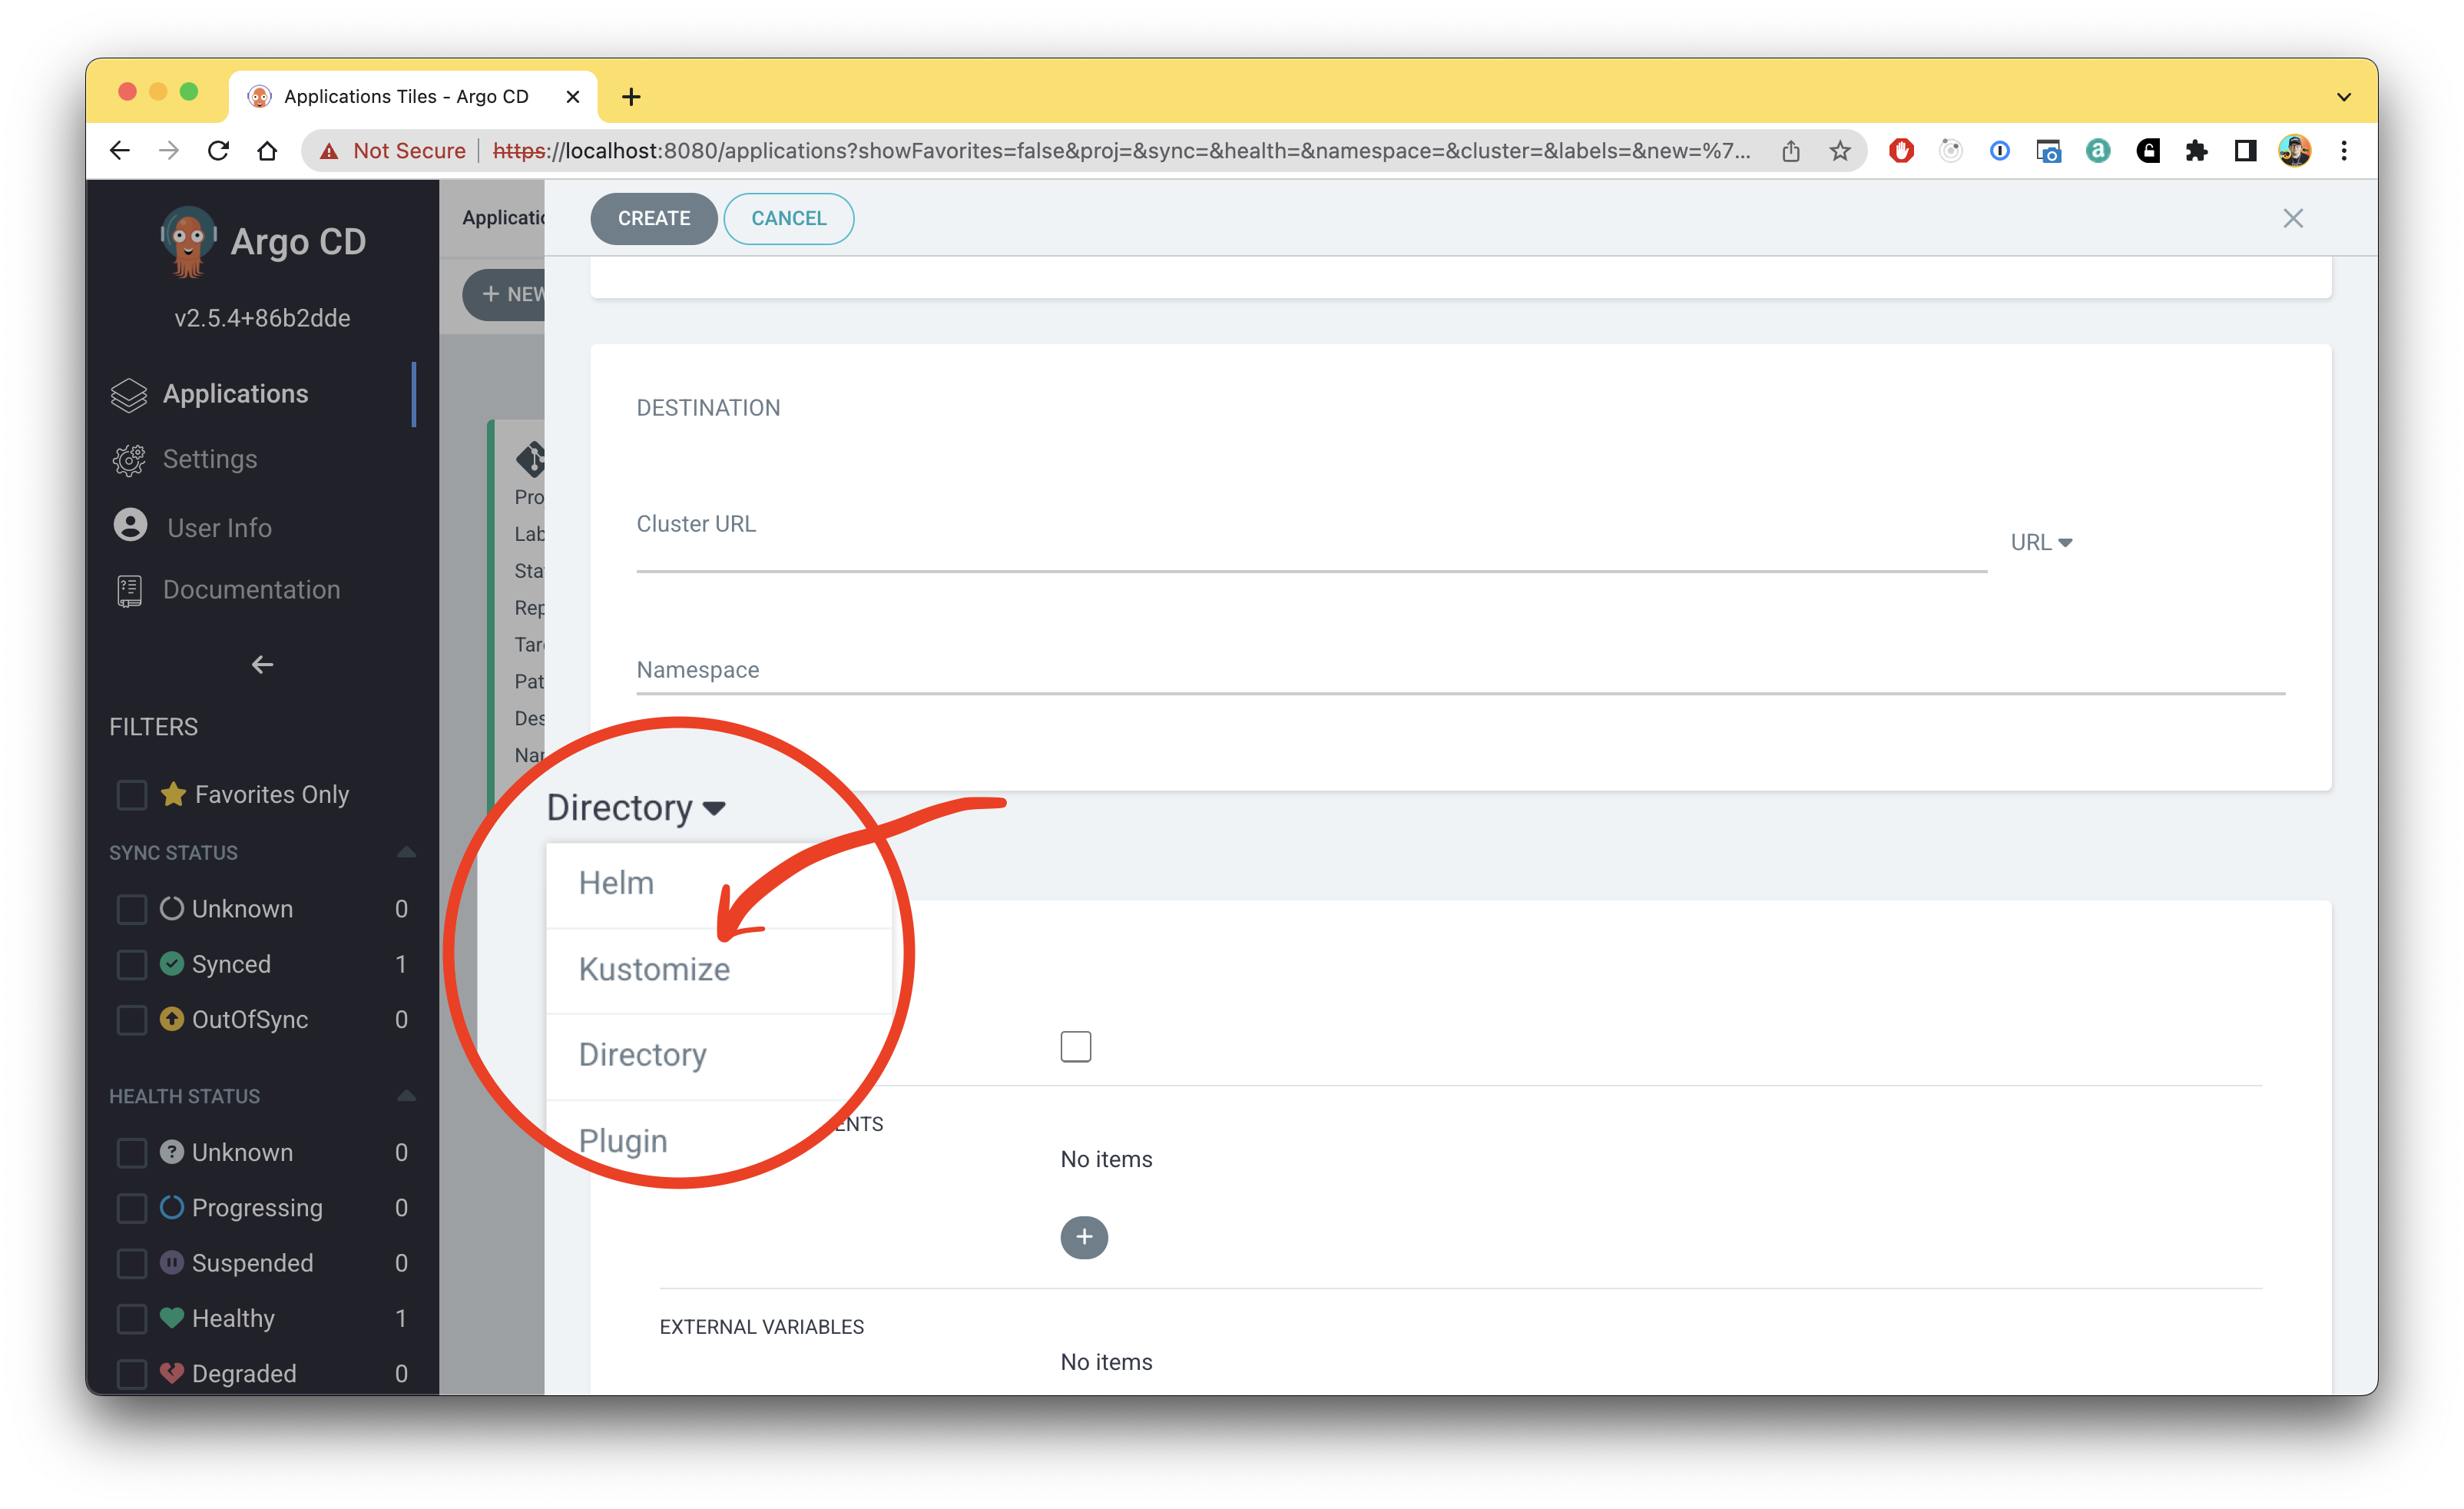 Applications Tiles - Argo CD
Not Secure | https://localhost:8080/applications?showFavorites=false&proj=&sync=&health=&namespace=&cluster=&labels=&new=%7...
Argo CD
v2.5.4+86b2dde
Applications
Settings
User Info
Documentation
FILTERS
Favorites Only
SYNC STATUS
Unknown 0
Synced 1
OutOfSync 0
HEALTH STATUS
Unknown 0
Progressing 0
Suspended 0
Healthy 1
Degraded 0
Applicatio
+ NEW
Pro
Lab
Sta
Rep
Tar
Pat
Des
Nar
CREATE
CANCEL
DESTINATION
Cluster URL
URL
Namespace
Directory
Helm
Kustomize
Directory
Plugin
ENTS
No items
+
EXTERNAL VARIABLES
No items